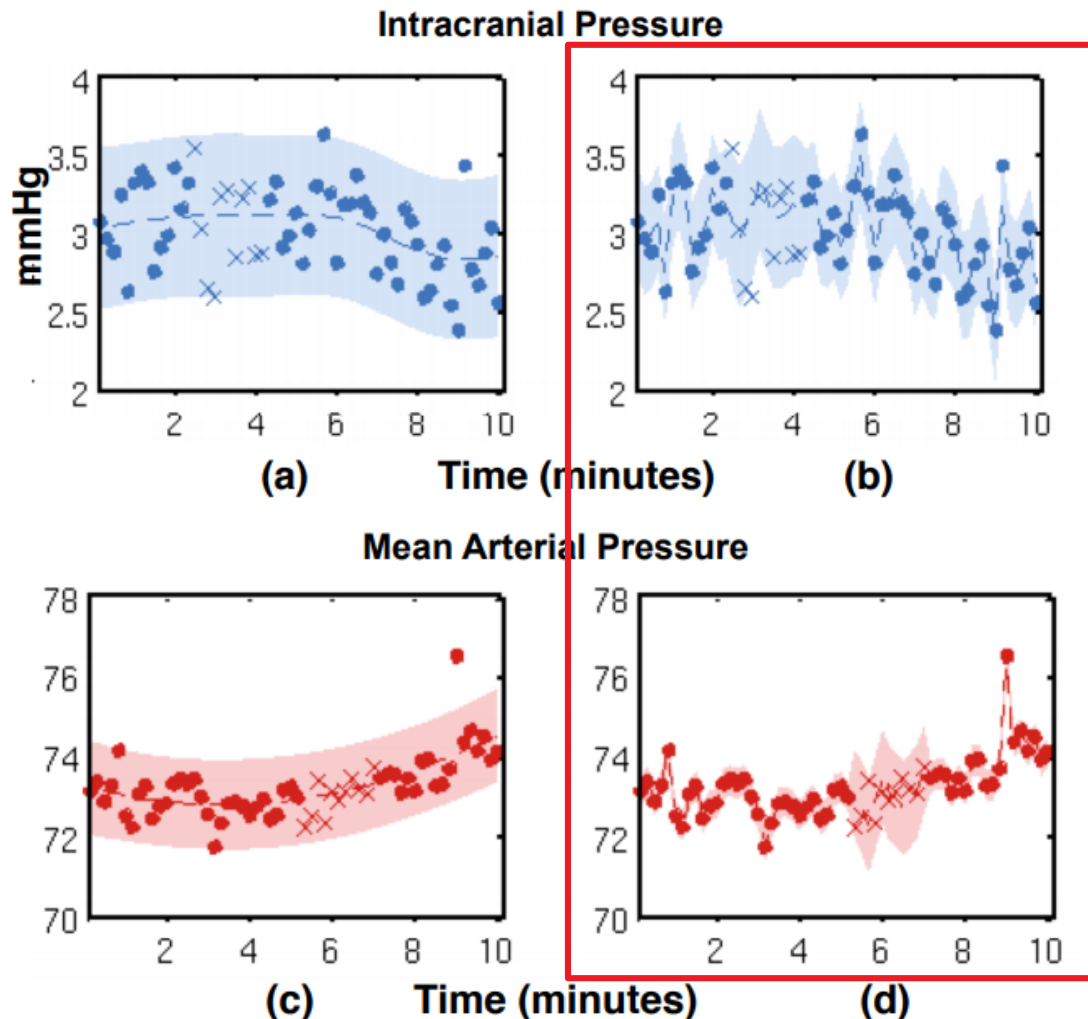 Intracranial Pressure
4
3.5
3
2.5
2
mmHg
2 4 6 8 10
4
3.5
3
2.5
2
2 4 6 8 10
(a) Time (minutes) (b)
Mean Arterial Pressure
78
76
74
72
70
2 4 6 8 10
78
76
74
72
70
2 4 6 8 10
(c) Time (minutes) (d)